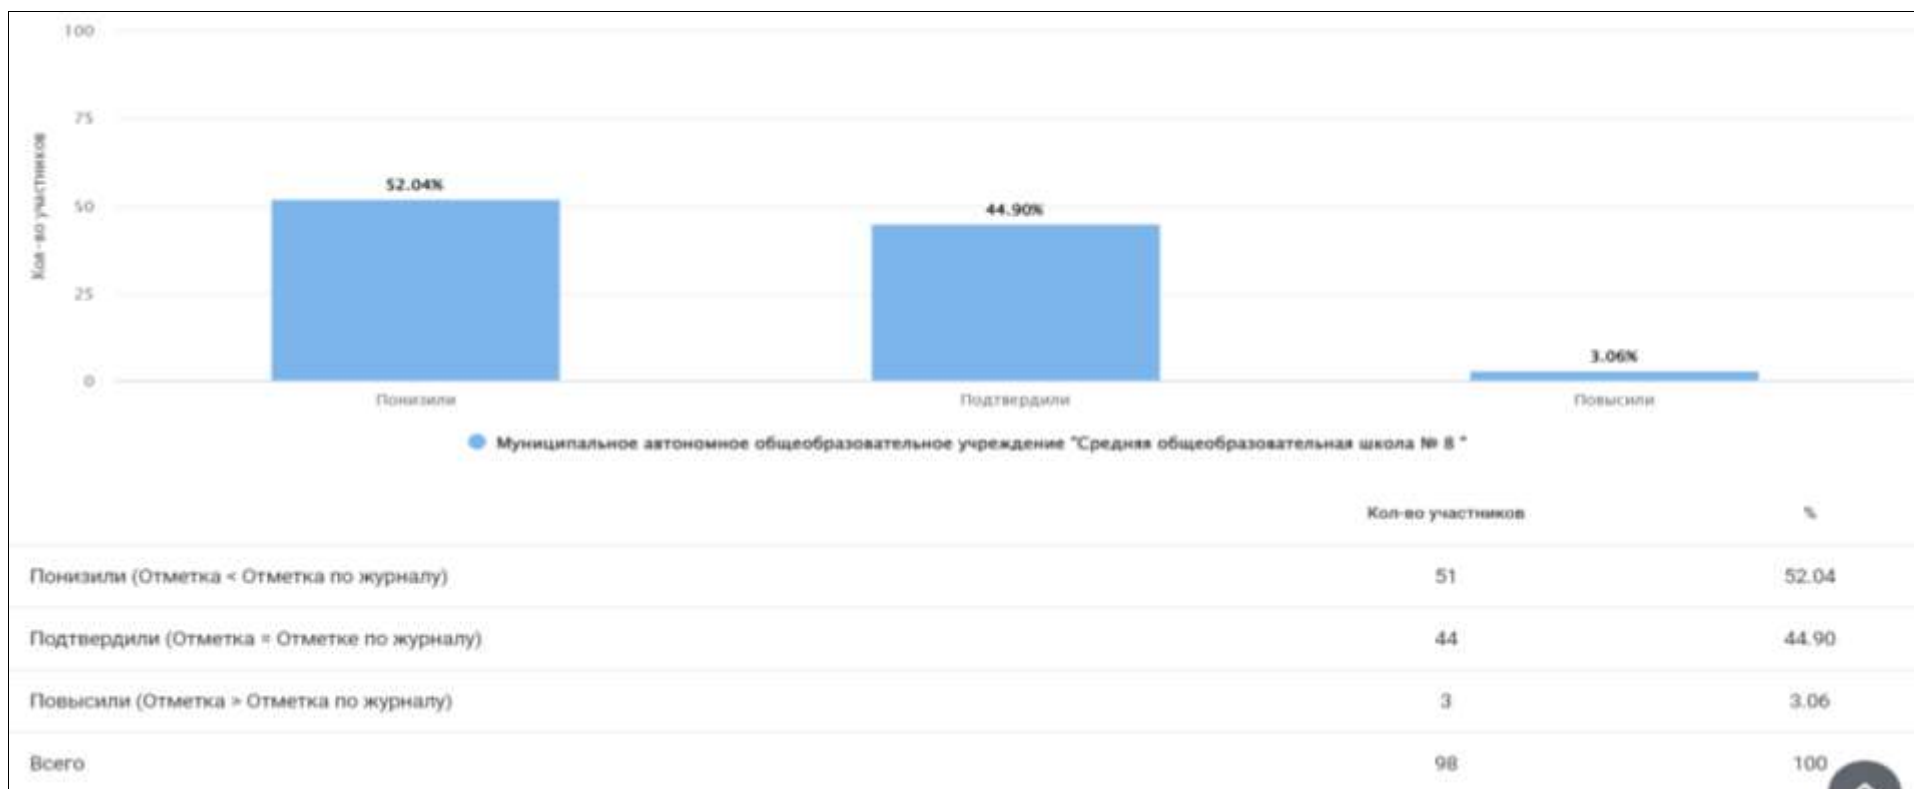 100
75
50
25
0
Кол-во участников
52.04%
44.90%
3.06%
Понизили
Подтвердили
Повысили
Муниципальное автономное общеобразовательное учреждение "Средняя общеобразовательная школа № 8 "
Кол-во участников %
Понизили (Отметка < Отметка по журналу) 51 52.04
Подтвердили (Отметка = Отметке по журналу) 44 44.90
Повысили (Отметка > Отметка по журналу) 3 3.06
Всего 98 100